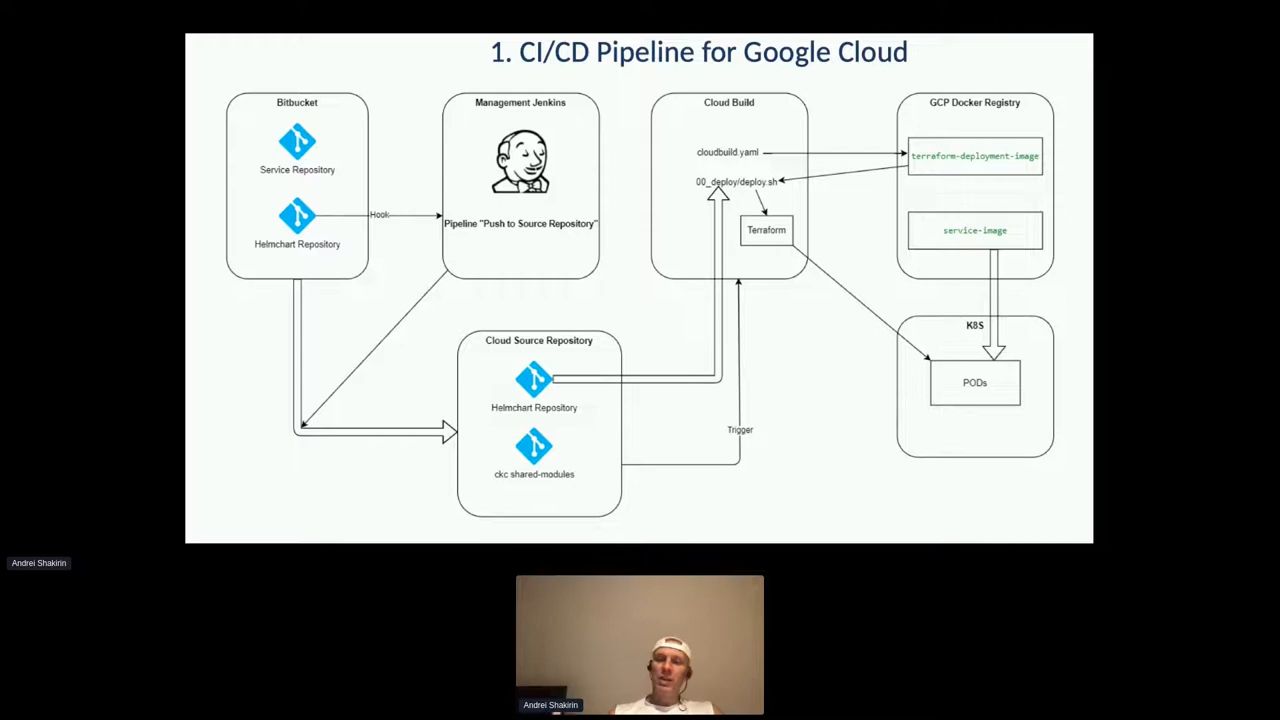 1. CI/CD Pipeline for Google Cloud
Bitbucket
Service Repository
Helmchart Repository
Hook
Management Jenkins
Pipeline "Push to Source Repository"
Cloud Build
cloudbuild.yaml
00_deploy/deploy.sh
Terraform
GCP Docker Registry
terraform-deployment-image
service-image
K8S
PODs
Cloud Source Repository
Helmchart Repository
ckc shared-modules
Trigger
Andrei Shakirin
Andrei Shakirin